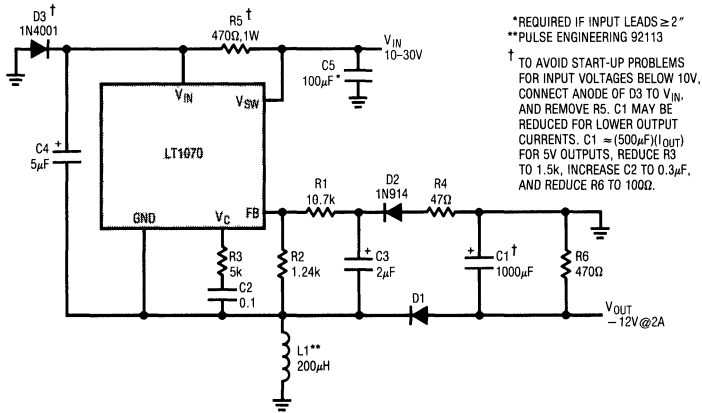 D3 †
1N4001
R5 †
470Ω, 1W
VIN
10–30V
C5
100μF*
VIN
VSW
LT1070
C4
5μF
+
GND
VC
FB
R1
10.7k
D2
1N914
R4
47Ω
R3
5k
C2
0.1
R2
1.24k
+
C3
2μF
+
C1 †
1000μF
R6
470Ω
D1
VOUT
–12V@2A
L1**
200μH
*REQUIRED IF INPUT LEADS ≥ 2"
**PULSE ENGINEERING 92113
† TO AVOID START-UP PROBLEMS
FOR INPUT VOLTAGES BELOW 10V,
CONNECT ANODE OF D3 TO VIN,
AND REMOVE R5. C1 MAY BE
REDUCED FOR LOWER OUTPUT
CURRENTS. C1 ≈ (500μF)(IOUT)
FOR 5V OUTPUTS, REDUCE R3
TO 1.5k, INCREASE C2 TO 0.3μF,
AND REDUCE R6 TO 100Ω.